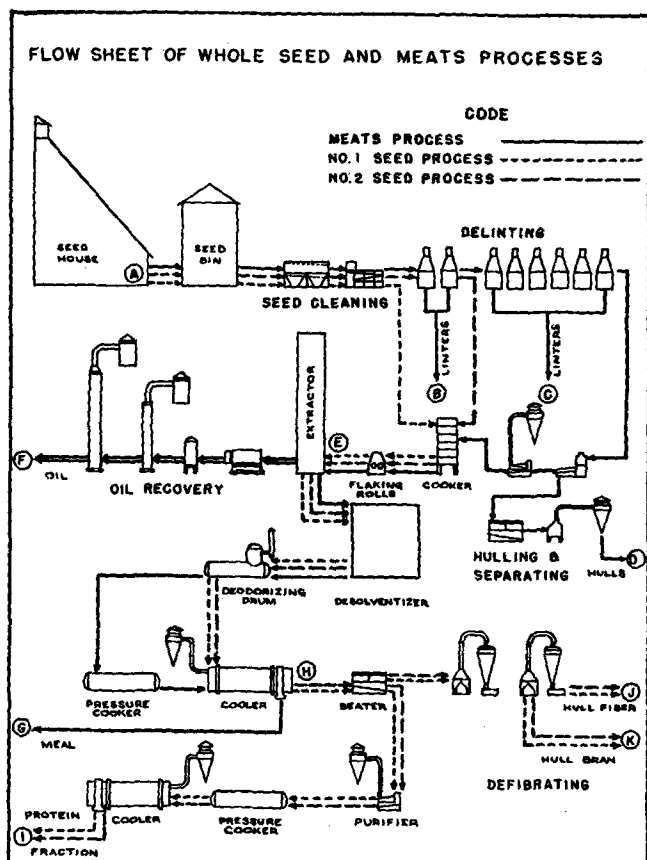 FLOW SHEET OF WHOLE SEED AND MEATS PROCESSES
CODE
MEATS PROCESS
NO. 1 SEED PROCESS
NO. 2 SEED PROCESS
SEED
HOUSE
A
SEED
BIN
SEED CLEANING
DELINTING
LINTERS
B
LINTERS
C
EXTRACTOR
E
F
OIL
OIL RECOVERY
FLAKING
ROLLS
COOKER
HULLING &
SEPARATING
HULLS
D
DEODORIZING
DRUM
DESOLVENTIZER
PRESSURE
COOKER
COOLER
H
BEATER
G
MEAL
J
HULL FIBER
K
HULL BRAN
DEFIBRATING
PROTEIN
I
FRACTION
COOLER
PRESSURE
COOKER
PURIFIER